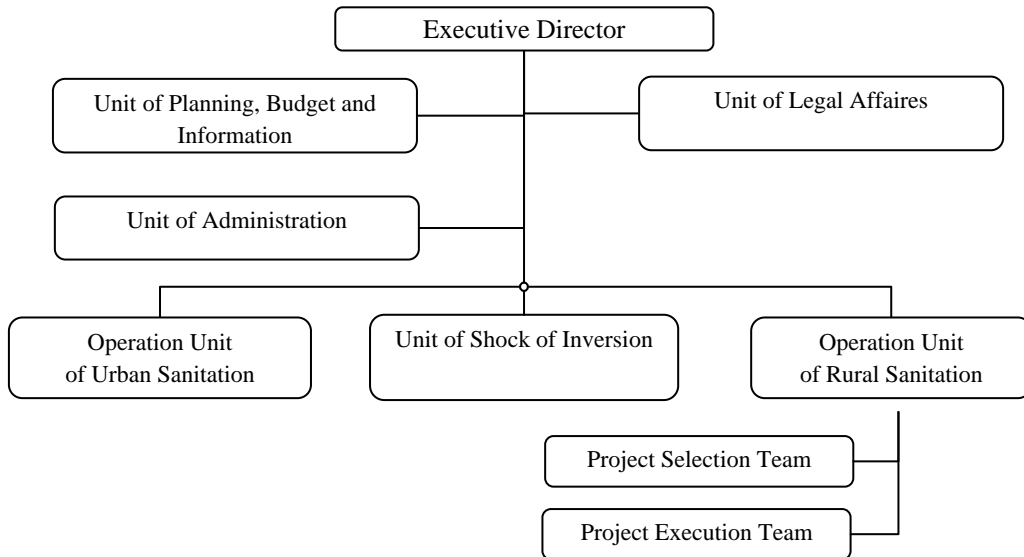 Executive Director
Unit of Planning, Budget and
Information
Unit of Legal Affaires
Unit of Administration
Operation Unit
of Urban Sanitation
Unit of Shock of Inversion
Operation Unit
of Rural Sanitation
Project Selection Team
Project Execution Team